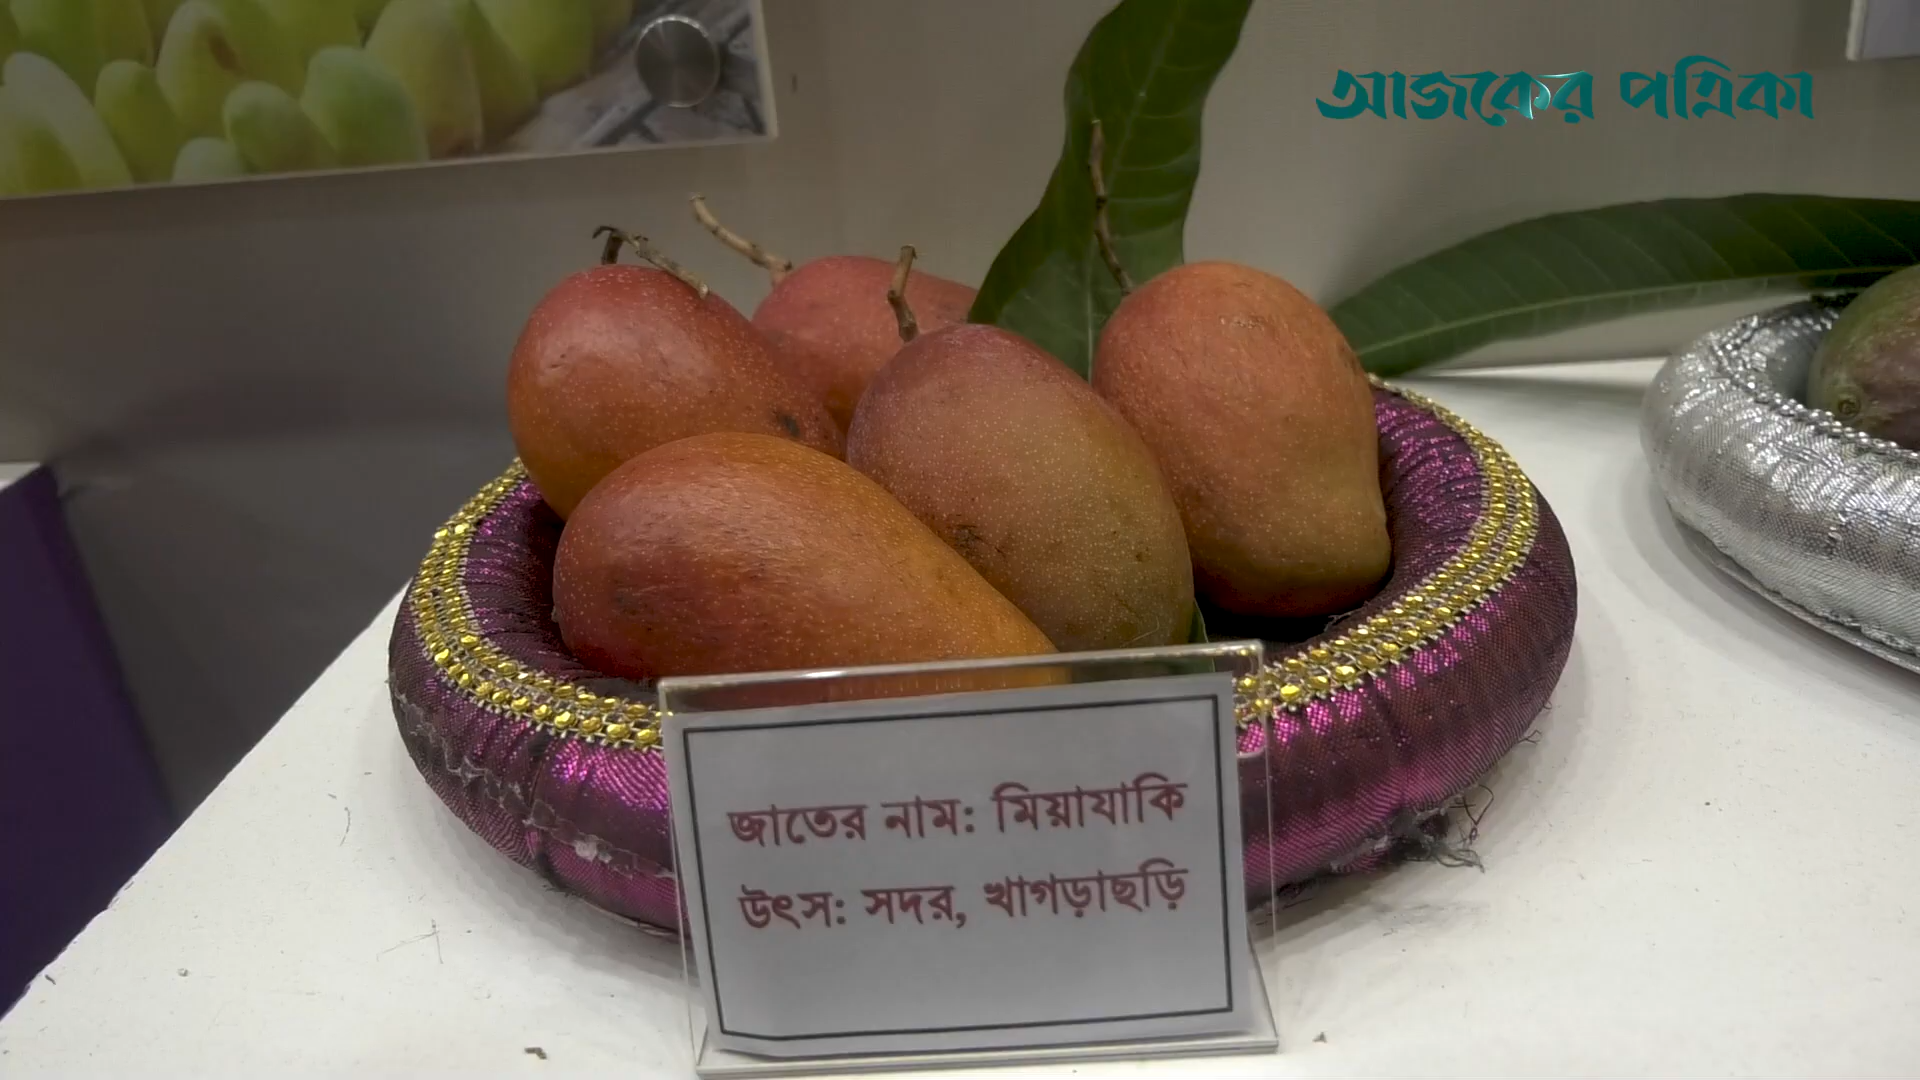 আজকের পত্রিকা
জাতের নাম: মিয়াযাকি
উৎস: সদর, খাগড়াছড়ি